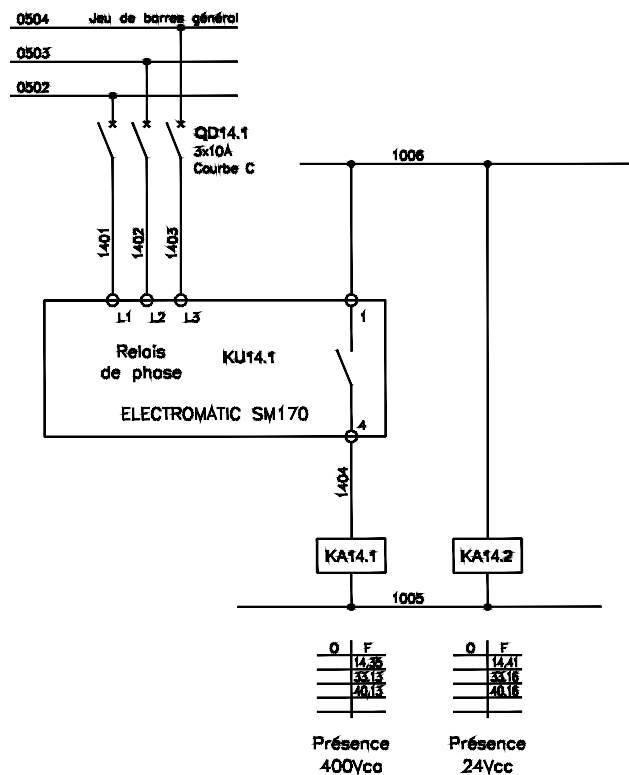 0504 Jeu de barres général
0503
0502
QD14.1
3x10A
Courbe C
1006
1401
1402
1403
L1 L2 L3 1
Relais
de phase
KU14.1
ELECTROMATIC SM170
4
1404
KA14.1 KA14.2
1005
O F O F
14.35 14.41
33.13 33.16
40.13 40.16
Présence Présence
400Vca 24Vcc